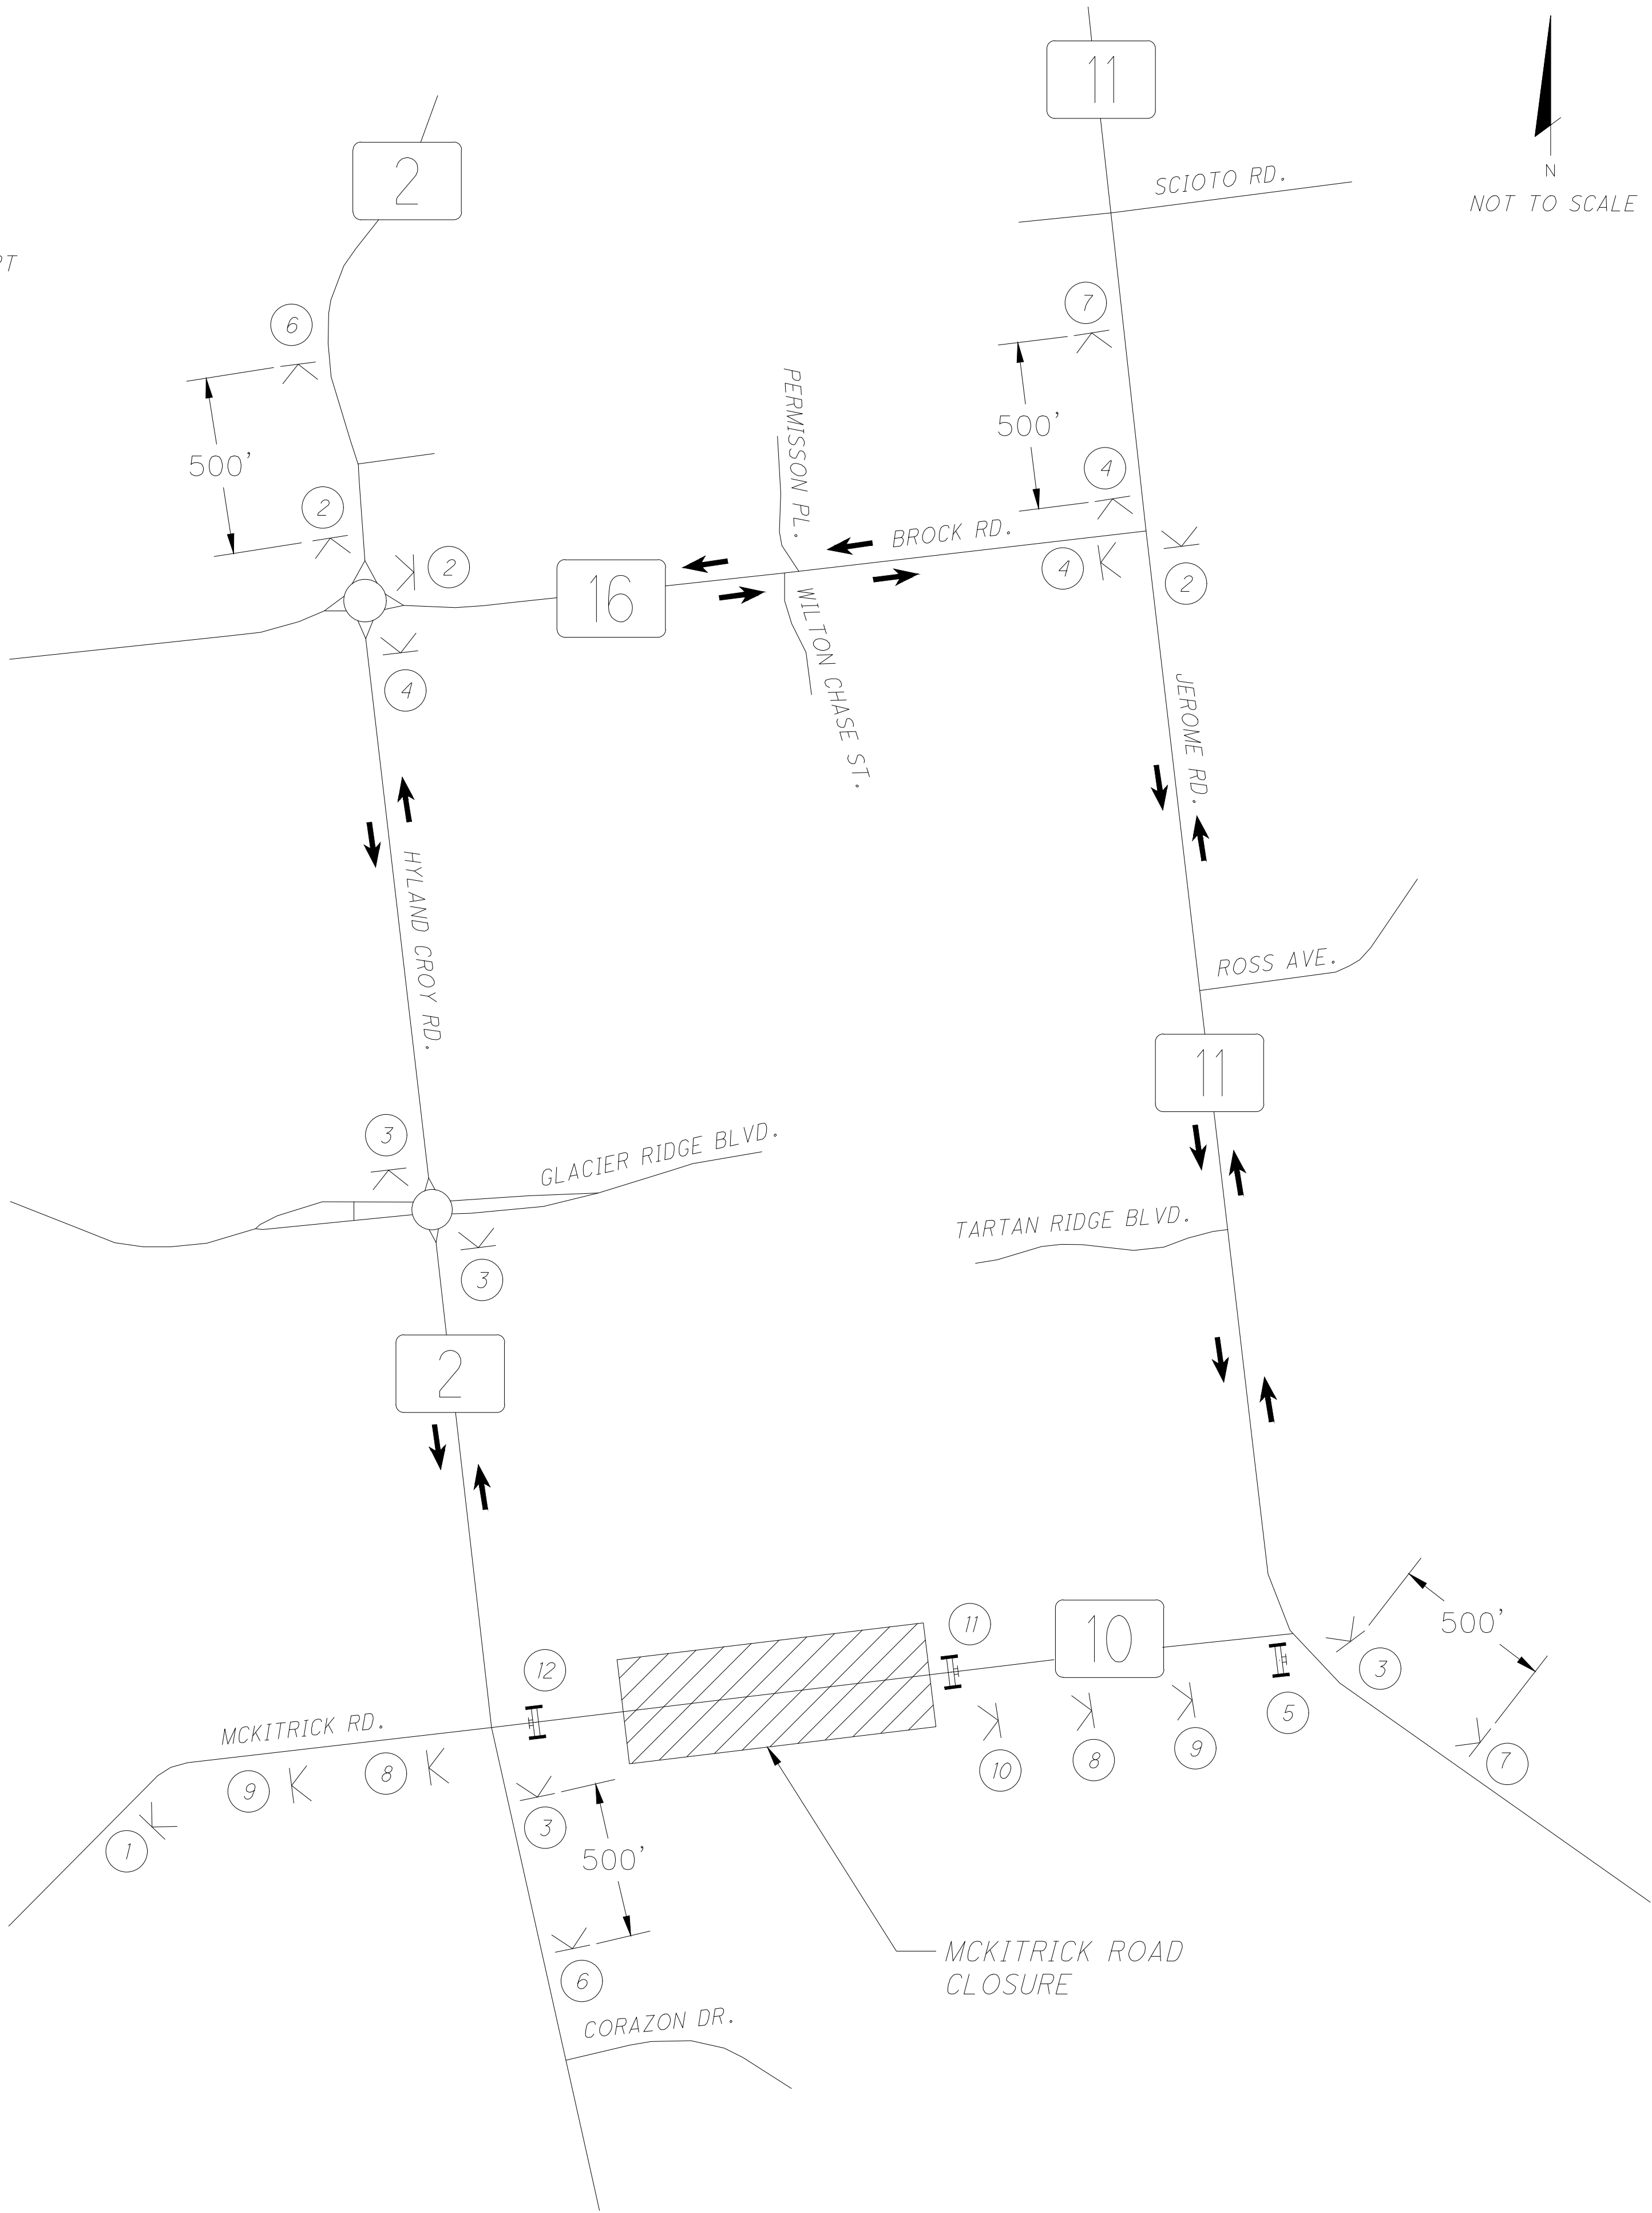 11
2
SCIOTO RD.
N
NOT TO SCALE
PT
6
7
500'
500'
PERMISSON PL.
2
4
BROCK RD.
2
4
2
16
WILTON CHASE ST.
4
JEROME RD.
HYLAND CROY RD.
ROSS AVE.
11
3
GLACIER RIDGE BLVD.
TARTAN RIDGE BLVD.
3
2
10
11
12
500'
3
5
7
MCKITRICK RD.
9
8
10
8
9
1
3
500'
6
MCKITRICK ROAD
CLOSURE
CORAZON DR.